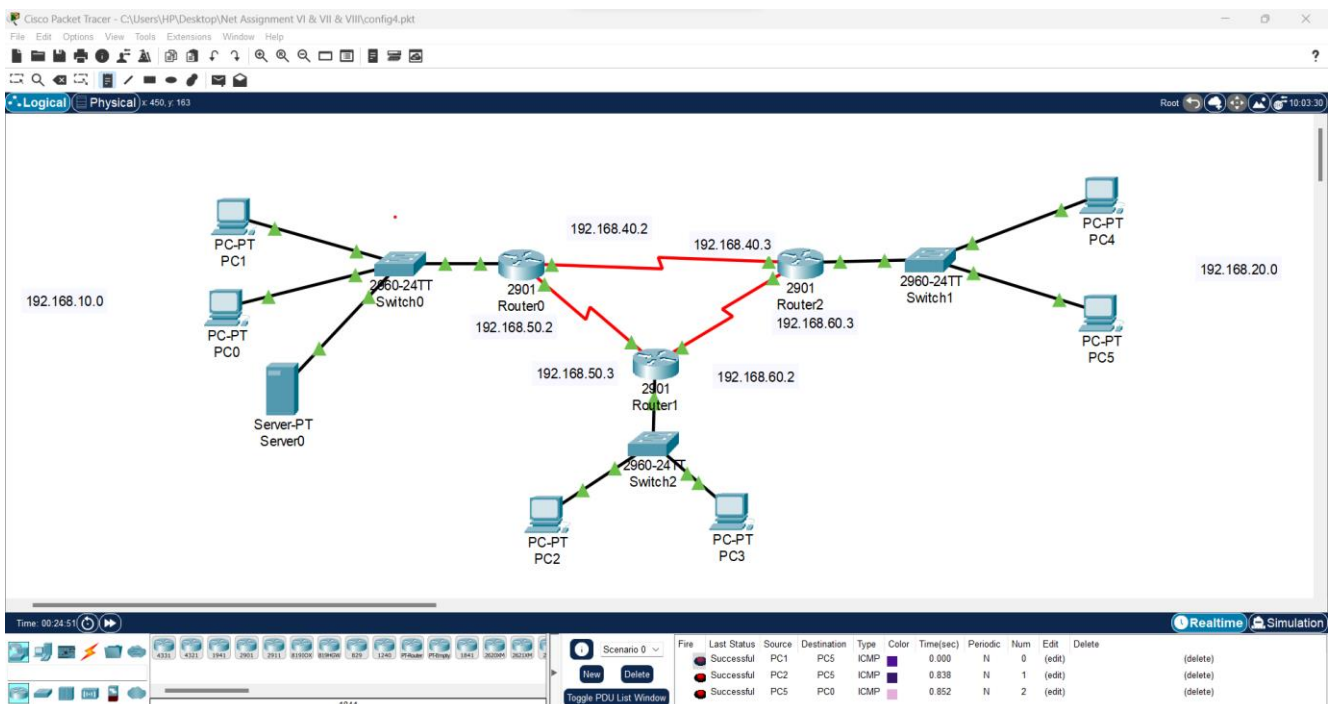 Cisco Packet Tracer - C:\Users\HP\Desktop\Net Assignment VI & VII & VIII\config4.pkt
File Edit Options View Tools Extensions Window Help
?
Logical Physical x: 450, y: 163
Root 10:03:30
PC-PT
PC1
192.168.10.0
PC-PT
PC0
Server-PT
Server0
2960-24TT
Switch0
192.168.40.2
2901
Router0
192.168.50.2
192.168.40.3
2901
Router2
192.168.60.3
192.168.50.3
2901
Router1
192.168.60.2
2960-24TT
Switch2
PC-PT
PC2
PC-PT
PC3
2960-24TT
Switch1
PC-PT
PC4
192.168.20.0
PC-PT
PC5
Time: 00:24:51
Realtime Simulation
4331 4321 1941 2901 2911 819IOX 819HGW 829 1240 PT-Router PT-Empty 1841 2620XM 2621XM
Scenario 0
New Delete
Toggle PDU List Window
Fire Last Status Source Destination Type Color Time(sec) Periodic Num Edit Delete
Successful PC1 PC5 ICMP 0.000 N 0 (edit) (delete)
Successful PC2 PC5 ICMP 0.838 N 1 (edit) (delete)
Successful PC5 PC0 ICMP 0.852 N 2 (edit) (delete)